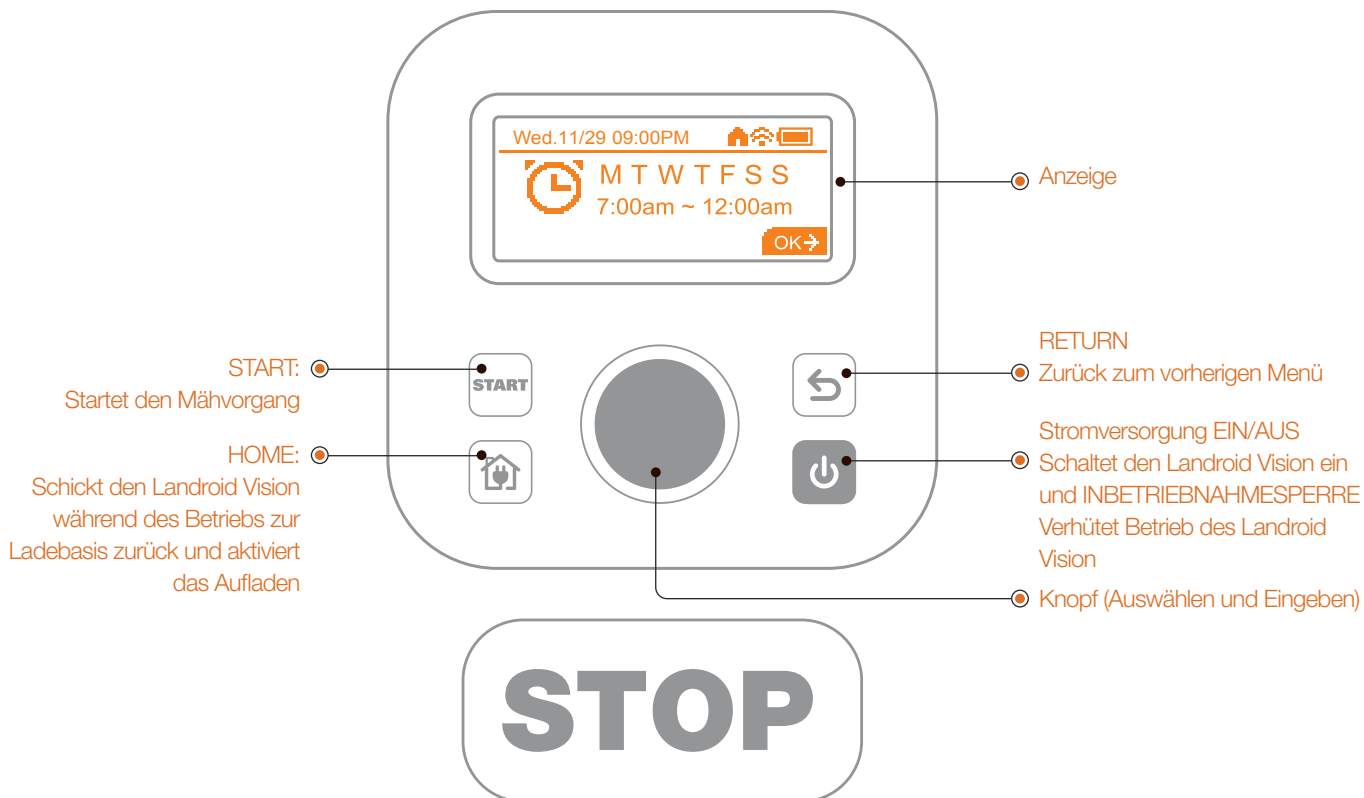 Wed.11/29 09:00PM
M T W T F S S
7:00am ~ 12:00am
OK
Anzeige
START:
Startet den Mähvorgang
HOME:
Schickt den Landroid Vision
während des Betriebs zur
Ladebasis zurück und aktiviert
das Aufladen
START
RETURN
Zurück zum vorherigen Menü
Stromversorgung EIN/AUS
Schaltet den Landroid Vision ein
und INBETRIEBNAHMESPERRE
Verhütet Betrieb des Landroid
Vision
Knopf (Auswählen und Eingeben)
STOP